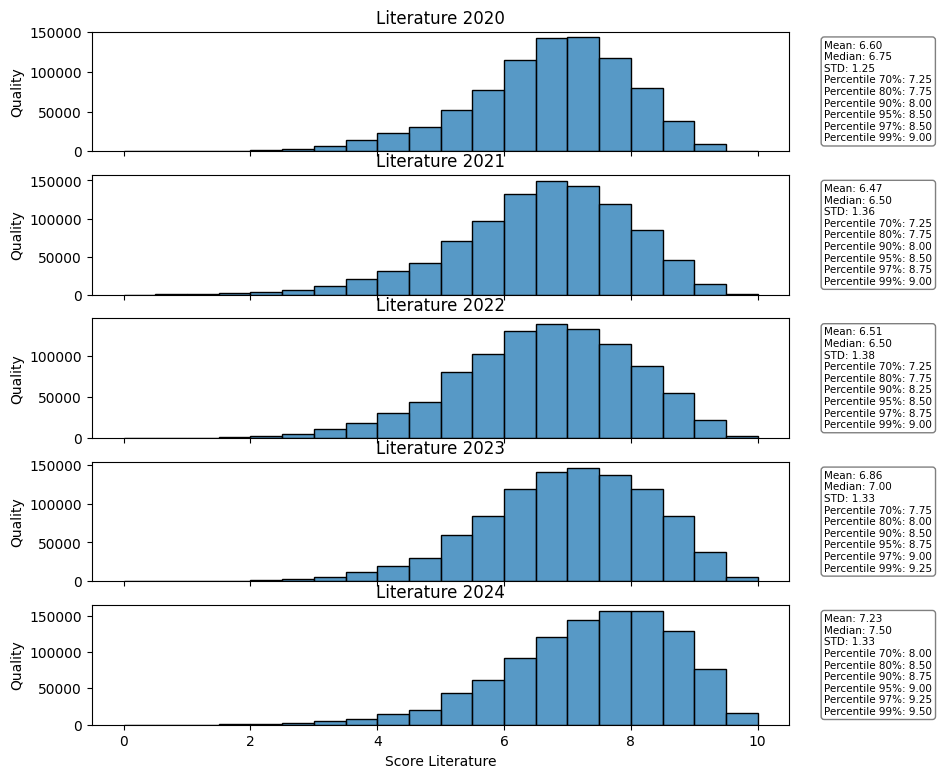 Literature 2020
150000
100000
50000
0
Quality
Mean: 6.60
Median: 6.75
STD: 1.25
Percentile 70%: 7.25
Percentile 80%: 7.75
Percentile 90%: 8.00
Percentile 95%: 8.50
Percentile 97%: 8.50
Percentile 99%: 9.00
Literature 2021
150000
100000
50000
0
Quality
Mean: 6.47
Median: 6.50
STD: 1.36
Percentile 70%: 7.25
Percentile 80%: 7.75
Percentile 90%: 8.00
Percentile 95%: 8.50
Percentile 97%: 8.75
Percentile 99%: 9.00
Literature 2022
100000
50000
0
Quality
Mean: 6.51
Median: 6.50
STD: 1.38
Percentile 70%: 7.25
Percentile 80%: 7.75
Percentile 90%: 8.25
Percentile 95%: 8.50
Percentile 97%: 8.75
Percentile 99%: 9.00
Literature 2023
150000
100000
50000
0
Quality
Mean: 6.86
Median: 7.00
STD: 1.33
Percentile 70%: 7.75
Percentile 80%: 8.00
Percentile 90%: 8.50
Percentile 95%: 8.75
Percentile 97%: 9.00
Percentile 99%: 9.25
Literature 2024
150000
100000
50000
0
Quality
Mean: 7.23
Median: 7.50
STD: 1.33
Percentile 70%: 8.00
Percentile 80%: 8.50
Percentile 90%: 8.75
Percentile 95%: 9.00
Percentile 97%: 9.25
Percentile 99%: 9.50
0 2 4 6 8 10
Score Literature